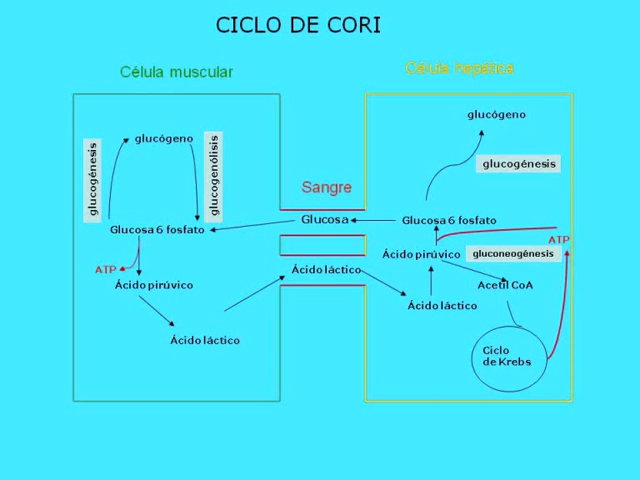 CICLO DE CORI
Célula muscular
Célula hepática
glucógeno
glucogénesis
glucogenólisis
Glucosa 6 fosfato
ATP
Ácido pirúvico
Ácido láctico
Sangre
Glucosa
Ácido láctico
glucógeno
glucogénesis
Glucosa 6 fosfato
ATP
Ácido pirúvico
gluconeogénesis
Acetil CoA
Ácido láctico
Ciclo
de Krebs